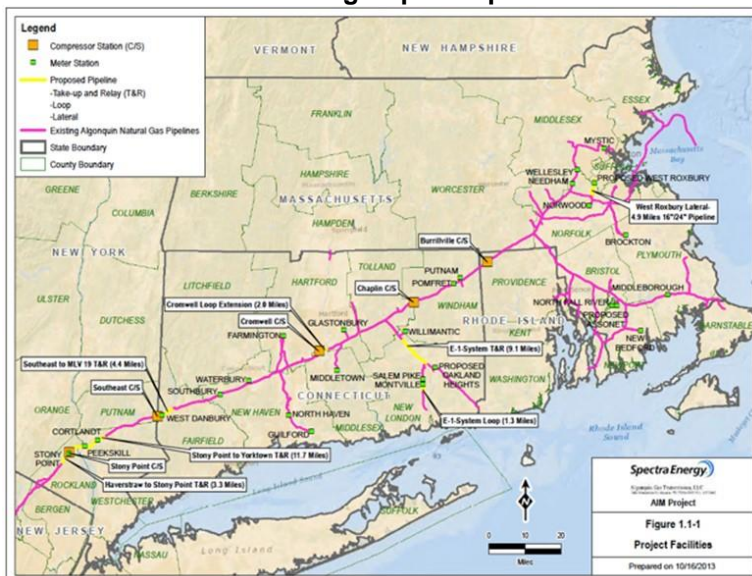 Legend
Compressor Station (C/S)
Meter Station
Proposed Pipeline
-Take-up and Relay (T&R)
-Loop
-Lateral
Existing Algonquin Natural Gas Pipelines
State Boundary
County Boundary
VERMONT
NEW HAMPSHIRE
ESSEX
FRANKLIN
MIDDLESEX
MYSTIC
Massachusetts
Bay
WELLESLEY
NEEDHAM
PROPOSED WEST ROXBURY
HAMPSHIRE
WORCESTER
BERKSHIRE
MASSACHUSETTS
HAMPDEN
NORWOOD
West Roxbury Lateral-
4.9 Miles 16"/24" Pipeline
GREENE
COLUMBIA
NORFOLK
BROCKTON
PLYMOUTH
NEW YORK
Burrillville C/S
TOLLAND
LITCHFIELD
HARTFORD
PUTNAM
POMFRET
PROVIDENCE
BRISTOL
MIDDLEBOROUGH
ULSTER
Cromwell Loop Extension (2.0 Miles)
Chaplin C/S
WINDHAM
NORTH FALL RIVER
PROPOSED
ASSONET
DUTCHESS
Cromwell C/S
GLASTONBURY
RHODE ISLAND
KENT
FARMINGTON
WILLIMANTIC
NEW
BEDFORD
E-1-System T&R (9.1 Miles)
Southeast to MLV 19 T&R (4.4 Miles)
WATERBURY
MIDDLETOWN
SALEM PIKE
MONTVILLE
PROPOSED
OAKLAND
HEIGHTS
WASHINGTON
Southeast C/S
SOUTHBURY
CONNECTICUT
ORANGE
PUTNAM
WEST DANBURY
NEW HAVEN
NORTH HAVEN
NEW
LONDON
E-1-System Loop (1.3 Miles)
CORTLANDT
FAIRFIELD
GUILFORD
MIDDLESEX
Rhode Island
Sound
STONY
POINT
PEEKSKILL
Stony Point to Yorktown T&R (11.7 Miles)
Stony Point C/S
Haverstraw to Stony Point T&R (3.3 Miles)
ROCKLAND
WESTCHESTER
BERGEN
Long Island Sound
SUFFOLK
NEW JERSEY
NASSAU
Long Island
N
0 10 20
Miles
Spectra Energy
AIM Project
Figure 1.1-1
Project Facilities
Prepared on 10/16/2013